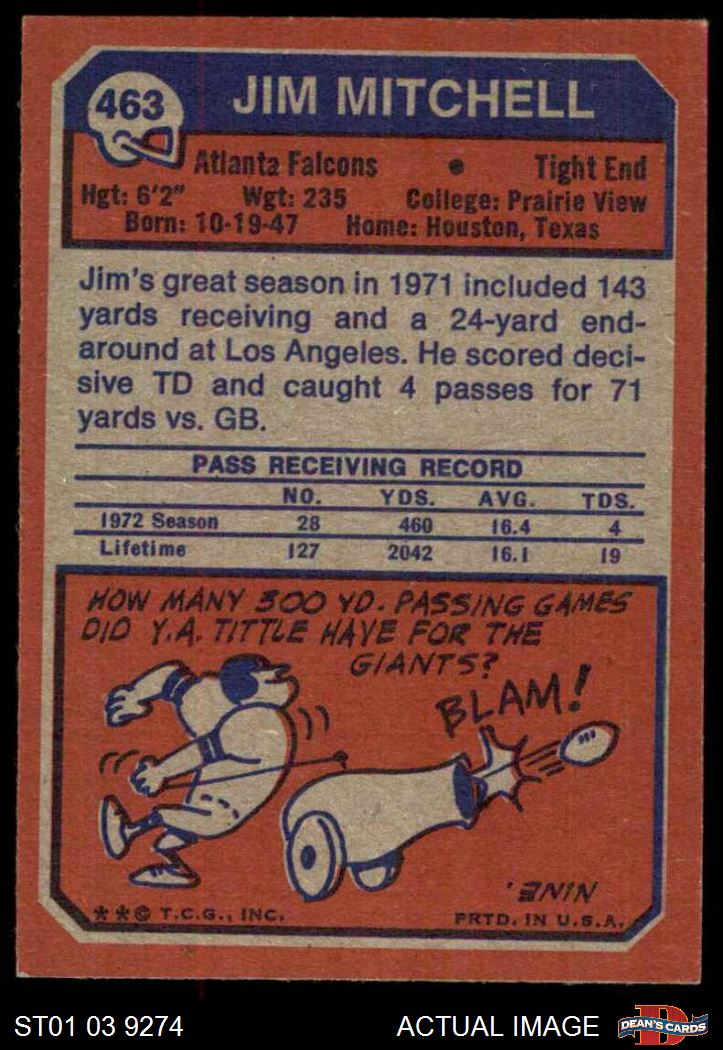 463
JIM MITCHELL
Atlanta Falcons • Tight End
Hgt: 6'2" Wgt: 235 College: Prairie View
Born: 10-19-47 Home: Houston, Texas
Jim's great season in 1971 included 143
yards receiving and a 24-yard end-
around at Los Angeles. He scored deci-
sive TD and caught 4 passes for 71
yards vs. GB.
PASS RECEIVING RECORD
NO. YDS. AVG. TDS.
1972 Season 28 460 16.4 4
Lifetime 127 2042 16.1 19
HOW MANY 300 YD. PASSING GAMES
DID Y.A. TITTLE HAVE FOR THE
GIANTS?
BLAM!
NINE.
**© T.C.G., INC. PRTD. IN U.S.A.
ST01 03 9274 ACTUAL IMAGE D DEAN'S CARDS